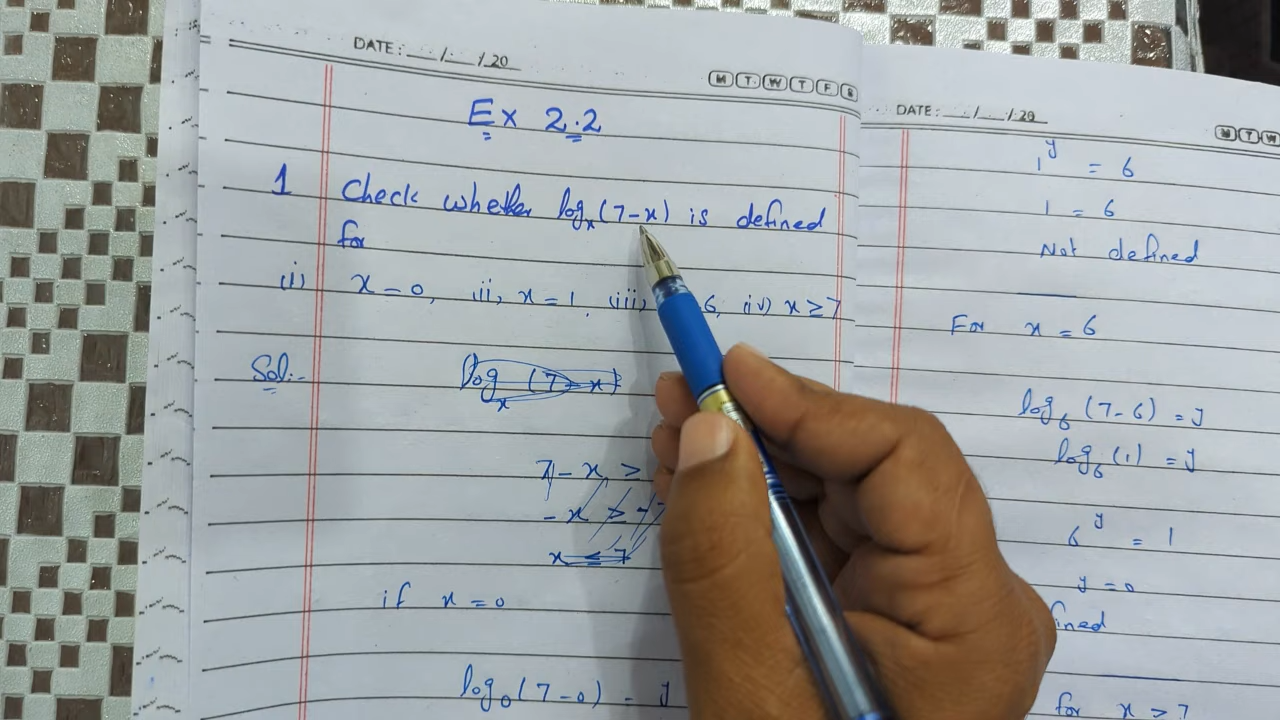 DATE: ... / ... / 20
M T W T F S
Ex 2.2
1 Check whether logₓ(7-x) is defined
for
(i) x = 0, ii, x = 1, (iii, 6, iv) x ≥ 7
Sol:-
logₓ (7 - x)
7 - x ≥
- x ≥ -7
x ≤ 7
if x = 0
log₀(7-0) = y
DATE: ... / ... / 20
M T W
1ʸ = 6
1 = 6
Not defined
For x = 6
log₆(7-6) = y
log₆(1) = y
6ʸ = 1
y = 0
fined
for x ≥ 7